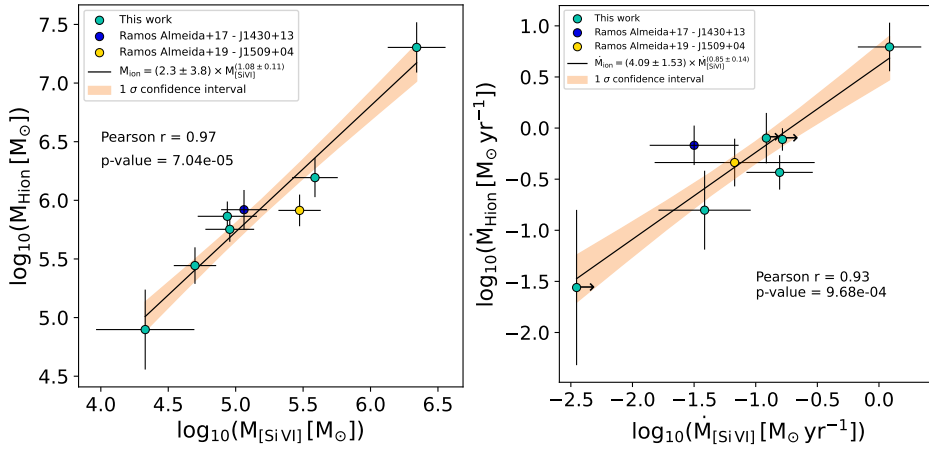 This work
Ramos Almeida+17 - J1430+13
Ramos Almeida+19 - J1509+04
M_ion = (2.3 ± 3.8) × M_[SiVI]^(1.08 ± 0.11)
1 σ confidence interval
Pearson r = 0.97
p-value = 7.04e-05
log₁₀(M_Hion [M_⊙])
7.5
7.0
6.5
6.0
5.5
5.0
4.5
4.0
4.5
5.0
5.5
6.0
6.5
log₁₀(M_[Si VI] [M_⊙])
This work
Ramos Almeida+17 - J1430+13
Ramos Almeida+19 - J1509+04
Ṁ_ion = (4.09 ± 1.53) × Ṁ_[SiVI]^(0.85 ± 0.14)
1 σ confidence interval
Pearson r = 0.93
p-value = 9.68e-04
log₁₀(Ṁ_Hion [M_⊙ yr⁻¹])
1.0
0.5
0.0
−0.5
−1.0
−1.5
−2.0
−2.5
−2.0
−1.5
−1.0
−0.5
0.0
log₁₀(Ṁ_[Si VI] [M_⊙ yr⁻¹])